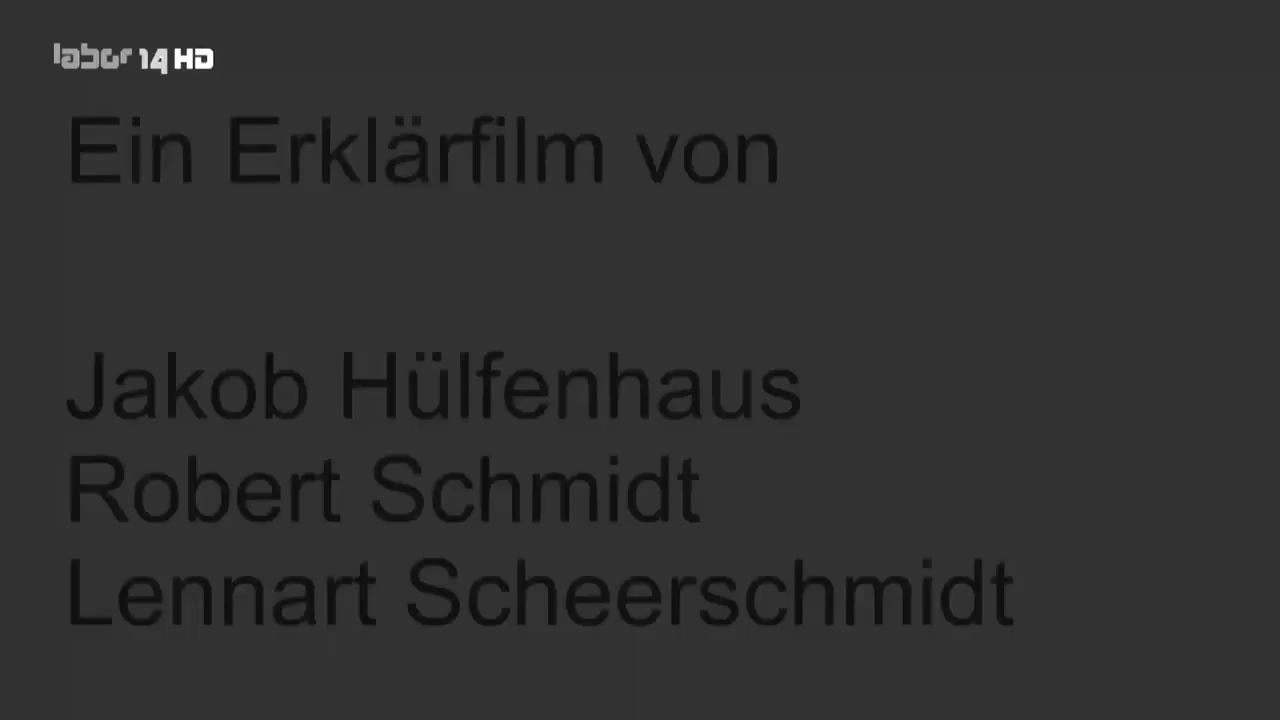 labor 14 HD
Ein Erklärfilm von
Jakob Hülfenhaus
Robert Schmidt
Lennart Scheerschmidt